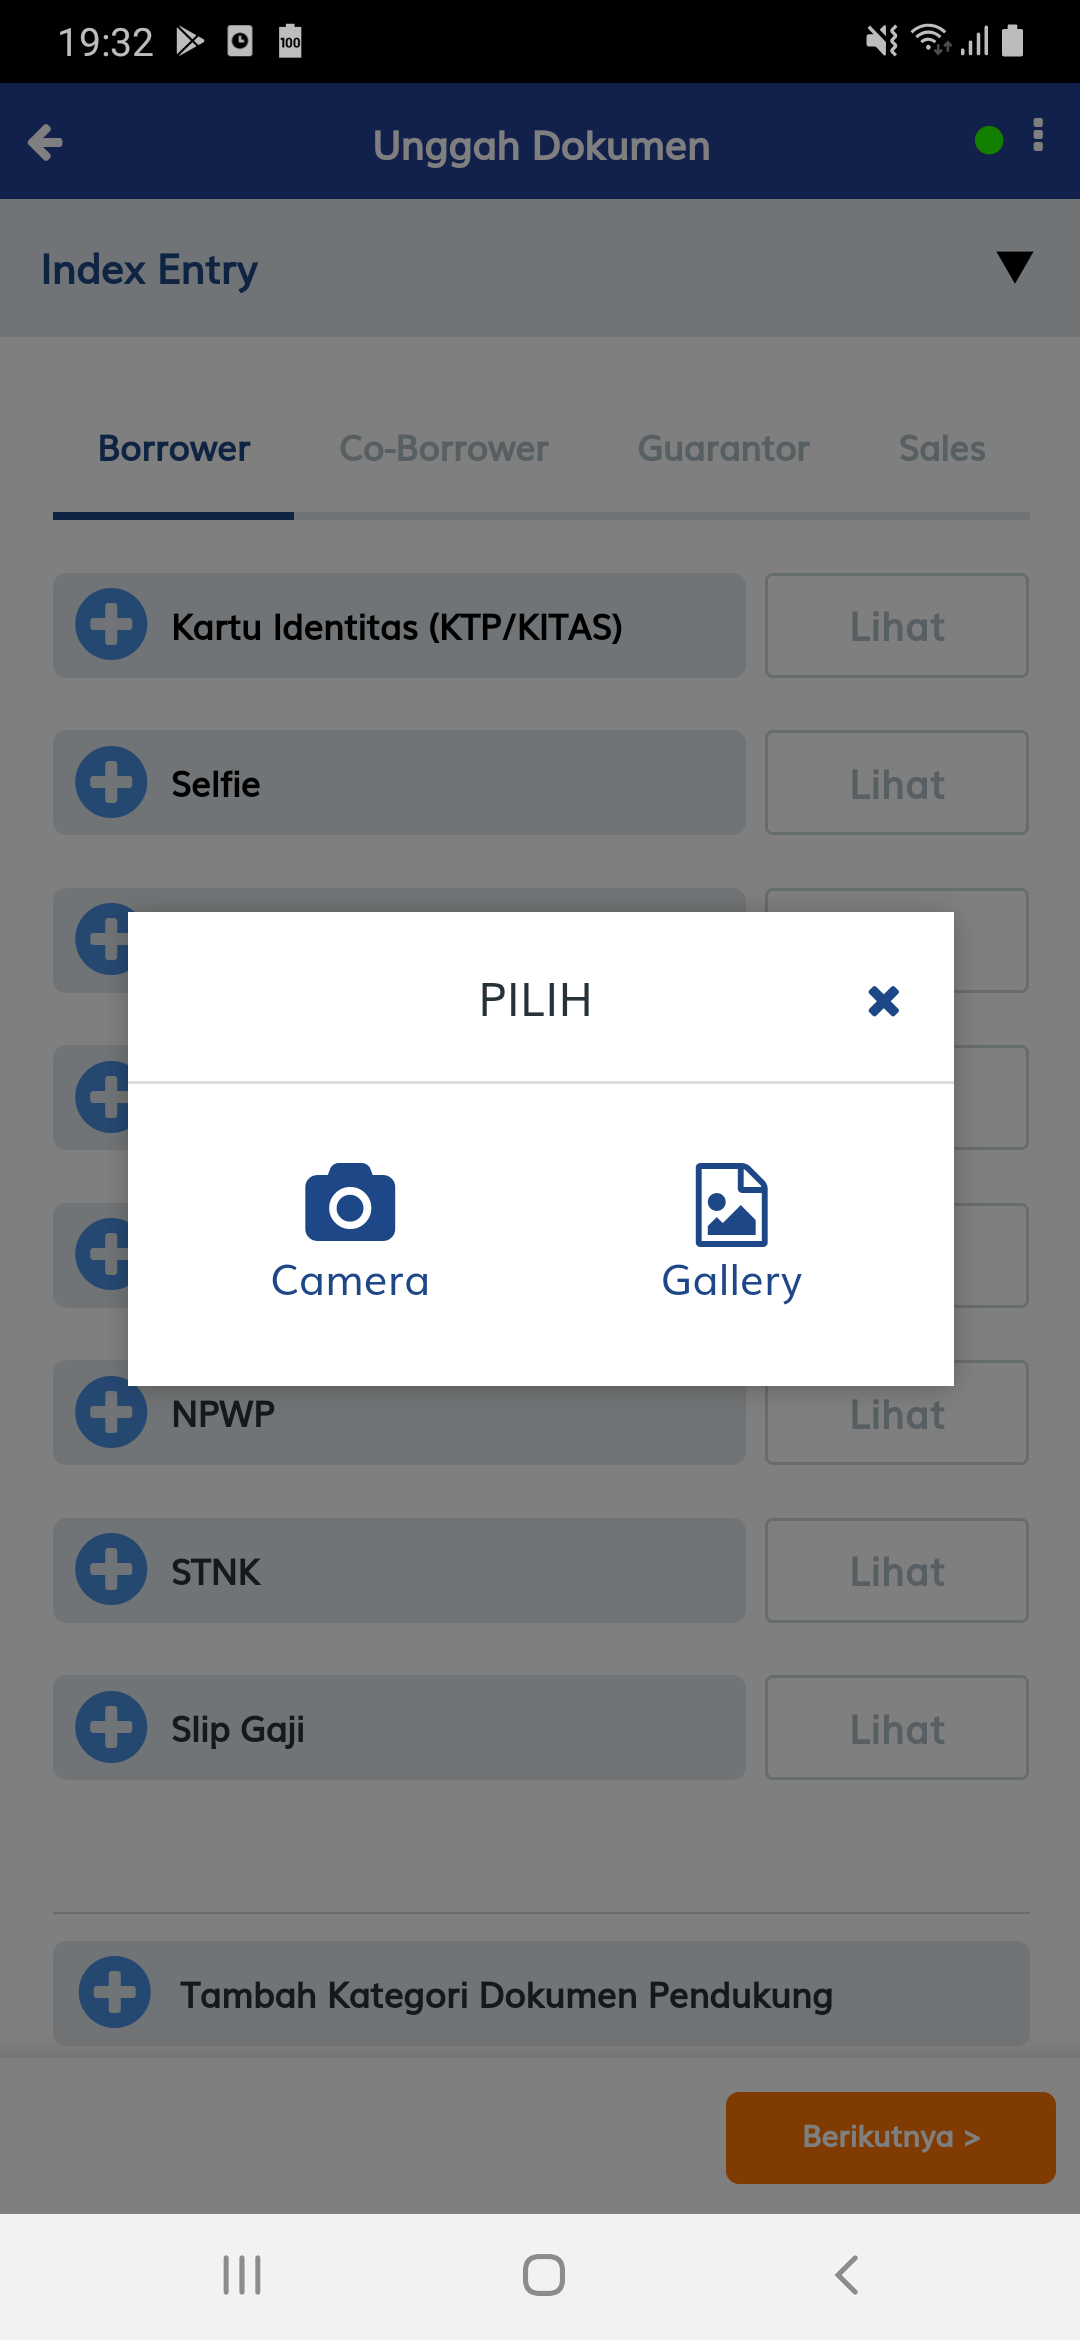 19:32
100
Unggah Dokumen
Index Entry
Borrower Co-Borrower Guarantor Sales
Kartu Identitas (KTP/KITAS) Lihat
Selfie Lihat
PILIH
Camera Gallery
NPWP Lihat
STNK Lihat
Slip Gaji Lihat
Tambah Kategori Dokumen Pendukung
Berikutnya >